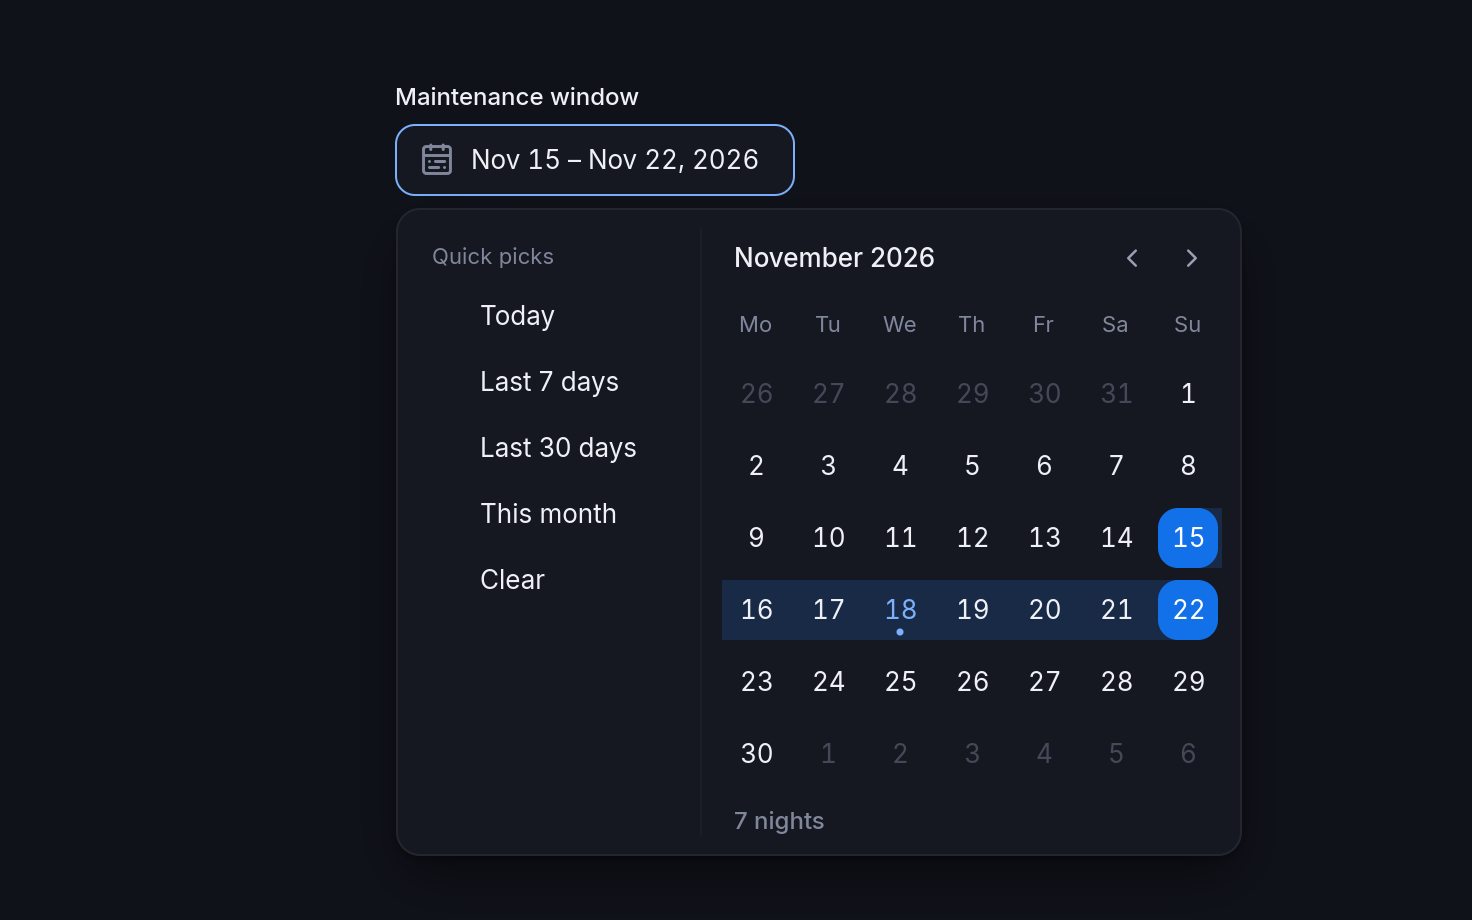 Maintenance window
Nov 15 – Nov 22, 2026
Quick picks
Today
Last 7 days
Last 30 days
This month
Clear
November 2026
Mo Tu We Th Fr Sa Su
26 27 28 29 30 31 1
2 3 4 5 6 7 8
9 10 11 12 13 14 15
16 17 18 19 20 21 22
23 24 25 26 27 28 29
30 1 2 3 4 5 6
7 nights